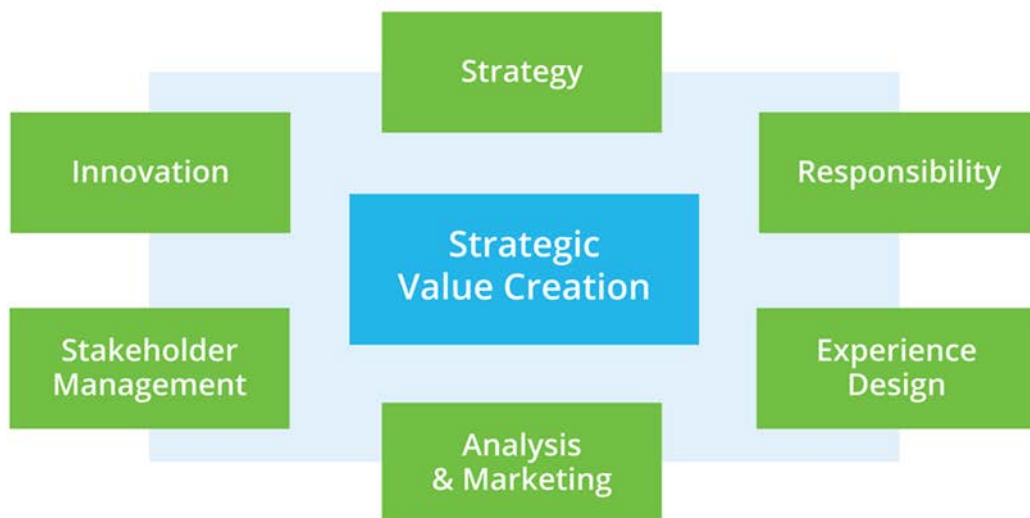 Strategy
Innovation
Responsibility
Strategic
Value Creation
Stakeholder
Management
Experience
Design
Analysis
& Marketing